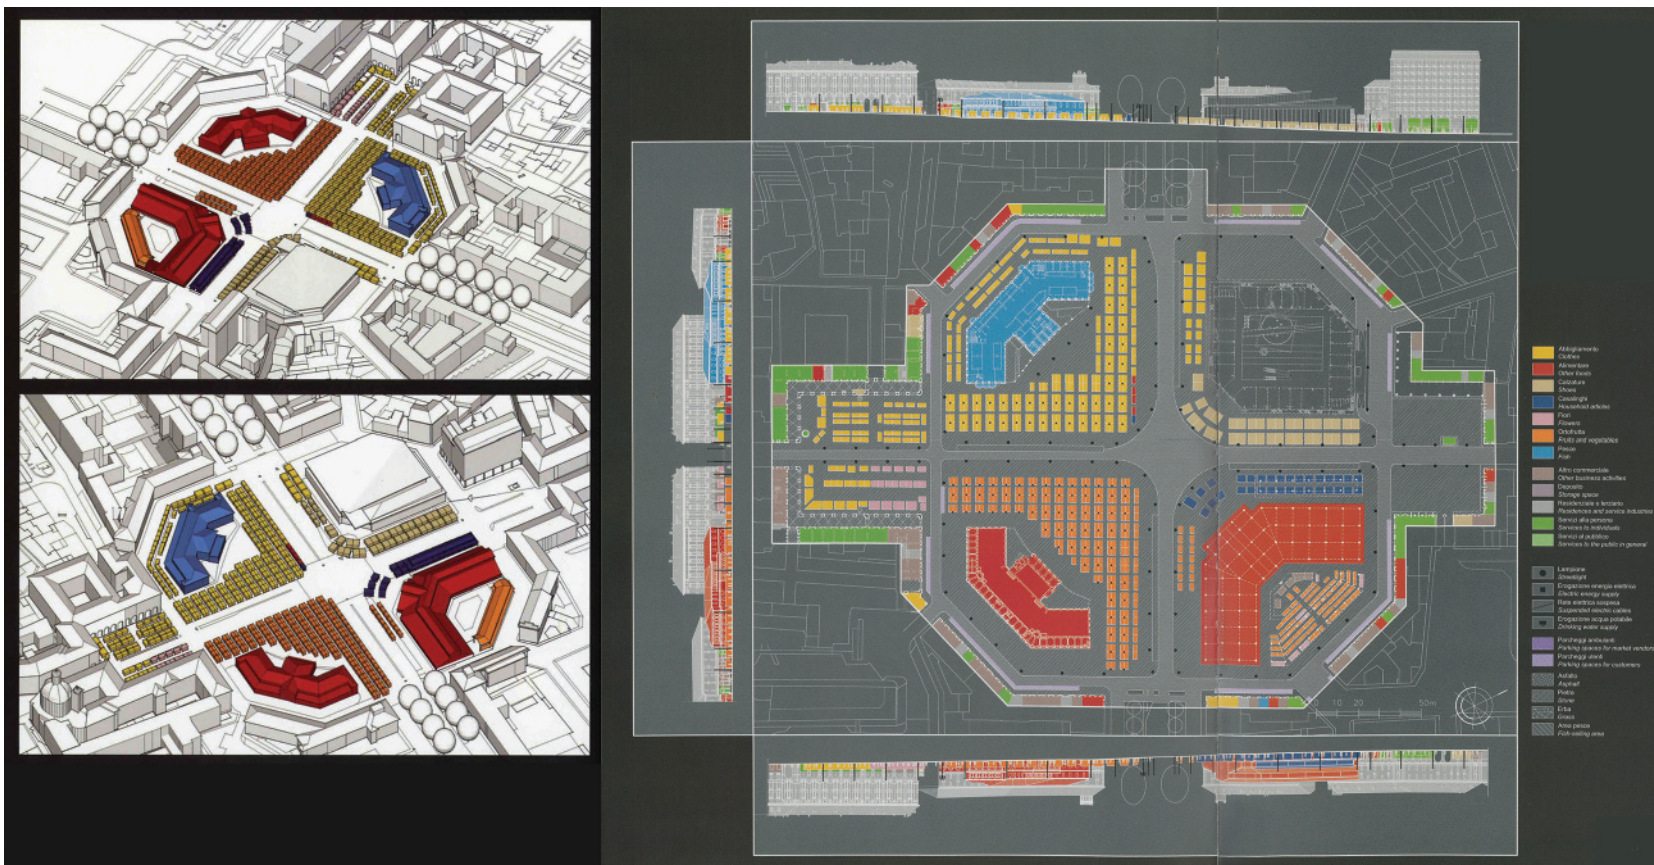 Abbigliamento
Clothes
Alimentare
Other foods
Calzature
Shoes
Casalinghi
Household articles
Fiori
Flowers
Ortofrutta
Fruits and vegetables
Pesce
Fish
Altro commerciale
Other business activities
Deposito
Storage space
Residenziale e terziario
Residences and service industries
Servizi alla persona
Services to individuals
Servizi al pubblico
Services to the public in general
Lampione
Streetlight
Erogazione energia elettrica
Electric energy supply
Rete elettrica sospesa
Suspended electric cables
Erogazione acqua potabile
Drinking water supply
Parcheggi ambulanti
Parking spaces for market vendors
Parcheggi utenti
Parking spaces for customers
Asfalto
Asphalt
Pietra
Stone
Erba
Grass
Area pesce
Fish-selling area
10 20 50m